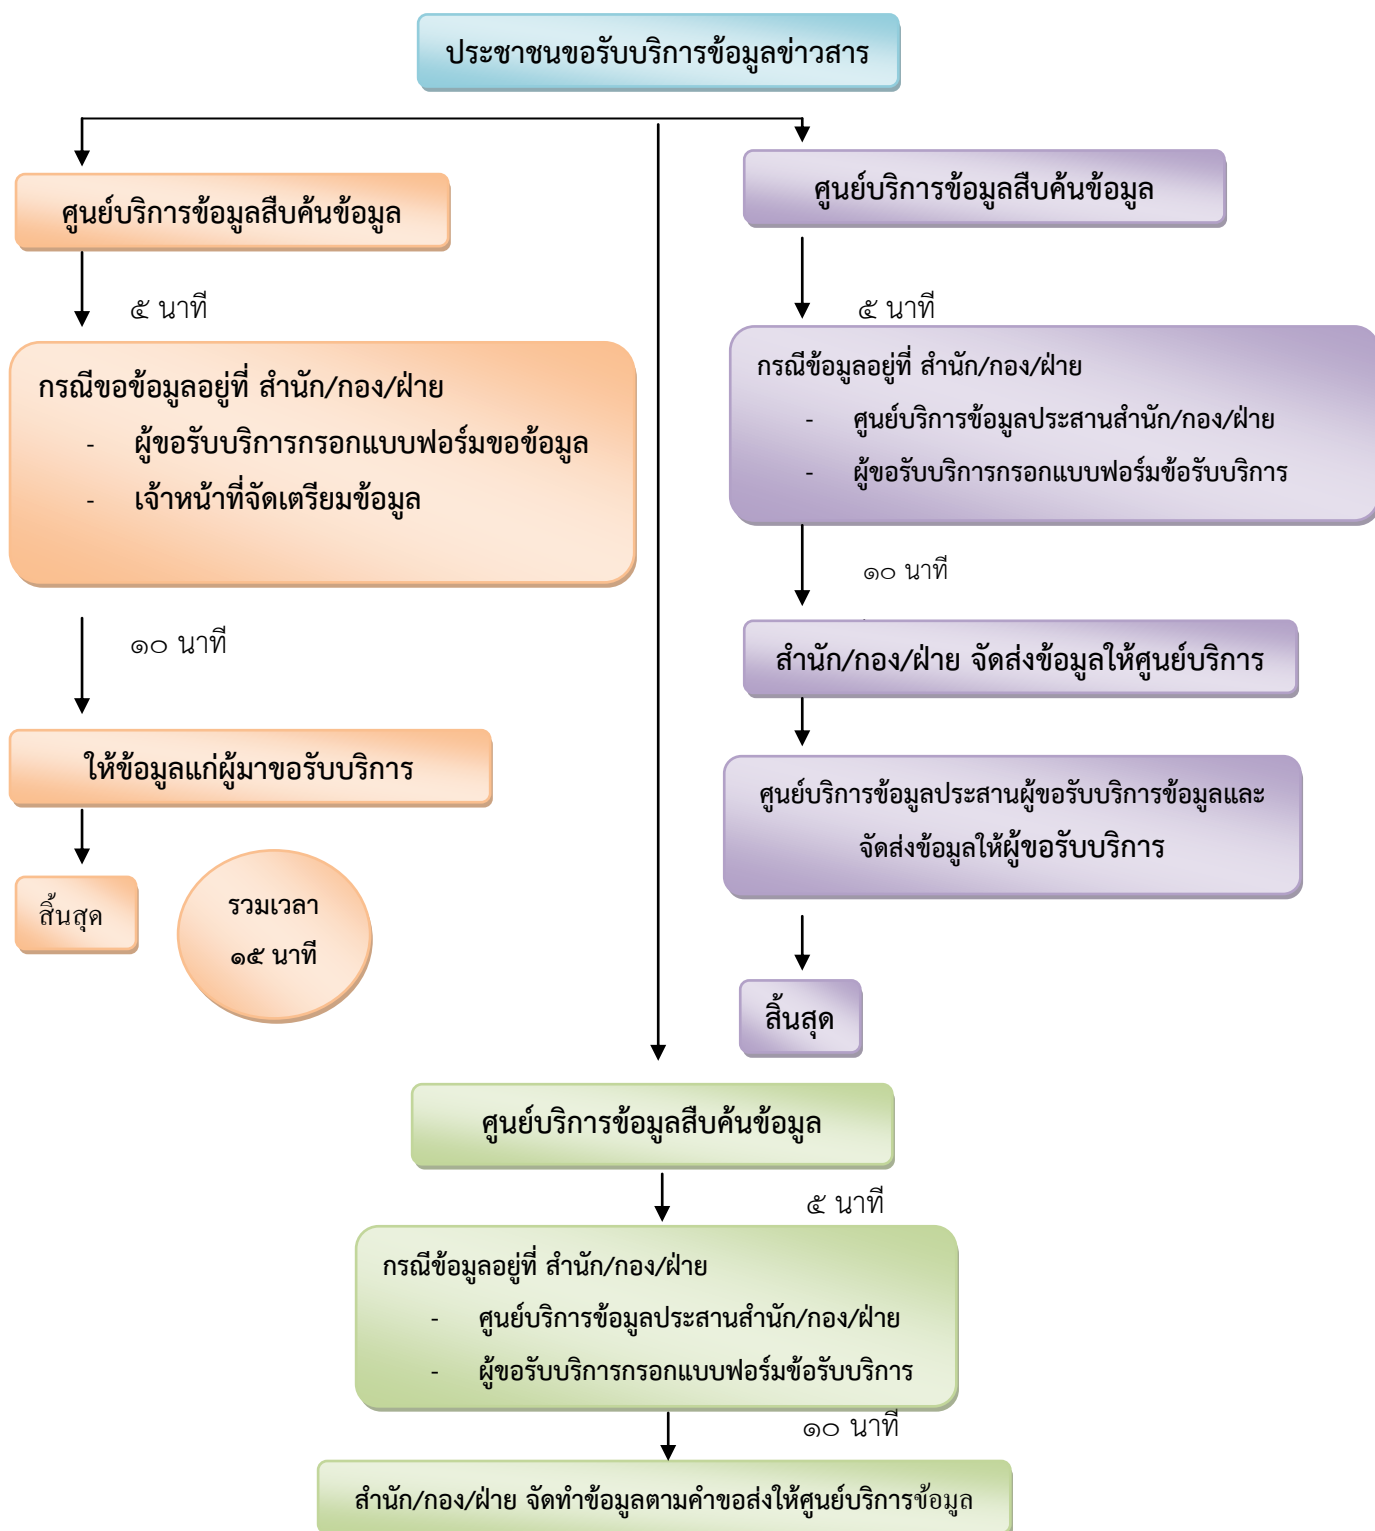 ประชาชนขอรับบริการข้อมูลข่าวสาร
ศูนย์บริการข้อมูลสืบค้นข้อมูล
๕ นาที
กรณีขอข้อมูลอยู่ที่ สำนัก/กอง/ฝ่าย
- ผู้ขอรับบริการกรอกแบบฟอร์มขอข้อมูล
- เจ้าหน้าที่จัดเตรียมข้อมูล
๑๐ นาที
ให้ข้อมูลแก่ผู้มาขอรับบริการ
สิ้นสุด
รวมเวลา
๑๕ นาที
ศูนย์บริการข้อมูลสืบค้นข้อมูล
๕ นาที
กรณีข้อมูลอยู่ที่ สำนัก/กอง/ฝ่าย
- ศูนย์บริการข้อมูลประสานสำนัก/กอง/ฝ่าย
- ผู้ขอรับบริการกรอกแบบฟอร์มข้อรับบริการ
๑๐ นาที
สำนัก/กอง/ฝ่าย จัดส่งข้อมูลให้ศูนย์บริการ
ศูนย์บริการข้อมูลประสานผู้ขอรับบริการข้อมูลและ
จัดส่งข้อมูลให้ผู้ขอรับบริการ
สิ้นสุด
ศูนย์บริการข้อมูลสืบค้นข้อมูล
๕ นาที
กรณีข้อมูลอยู่ที่ สำนัก/กอง/ฝ่าย
- ศูนย์บริการข้อมูลประสานสำนัก/กอง/ฝ่าย
- ผู้ขอรับบริการกรอกแบบฟอร์มข้อรับบริการ
๑๐ นาที
สำนัก/กอง/ฝ่าย จัดทำข้อมูลตามคำขอส่งให้ศูนย์บริการข้อมูล